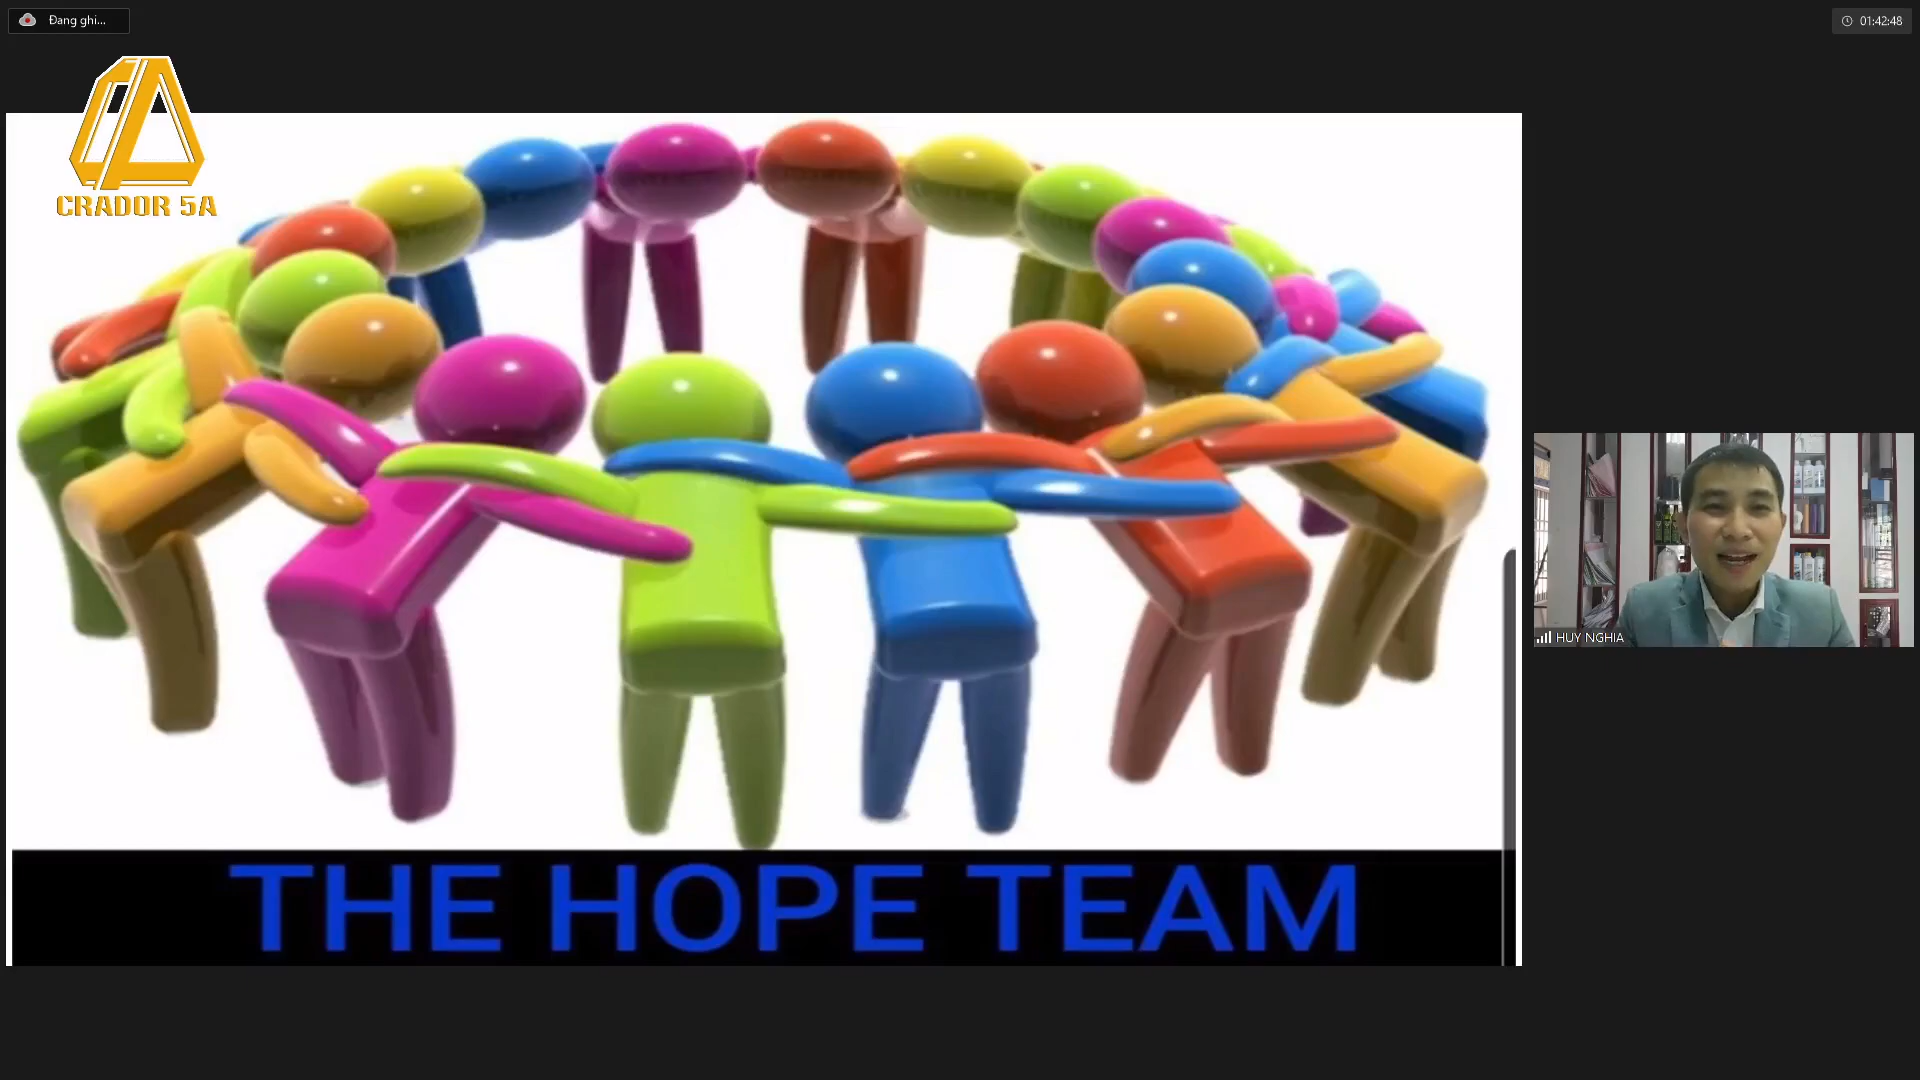 Đang ghi...
01:42:48
CRADOR 5A
HUY NGHIA
THE HOPE TEAM